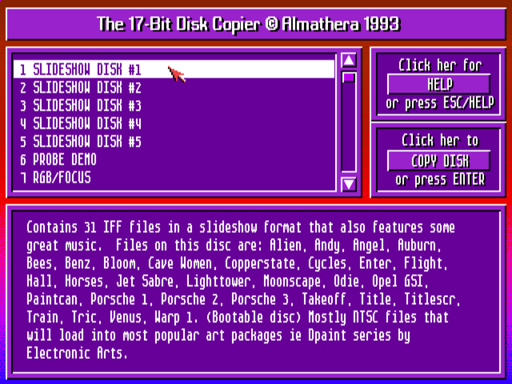 The 17-Bit Disk Copier © Almathera 1993
1 SLIDESHOW DISK #1
2 SLIDESHOW DISK #2
3 SLIDESHOW DISK #3
4 SLIDESHOW DISK #4
5 SLIDESHOW DISK #5
6 PROBE DEMO
7 RGB/FOCUS
Click her for
HELP
or press ESC/HELP
Click her to
COPY DISK
or press ENTER
Contains 31 IFF files in a slideshow format that also features some
great music. Files on this disc are: Alien, Andy, Angel, Auburn,
Bees, Benz, Bloom, Cave Women, Copperstate, Cycles, Enter, Flight,
Hall, Horses, Jet Sabre, Lighttower, Moonscape, Odie, Opel GSI,
Paintcan, Porsche 1, Porsche 2, Porsche 3, Takeoff, Title, Titlescr,
Train, Tric, Venus, Warp 1. (Bootable disc) Mostly NTSC files that
will load into most popular art packages ie Dpaint series by
Electronic Arts.